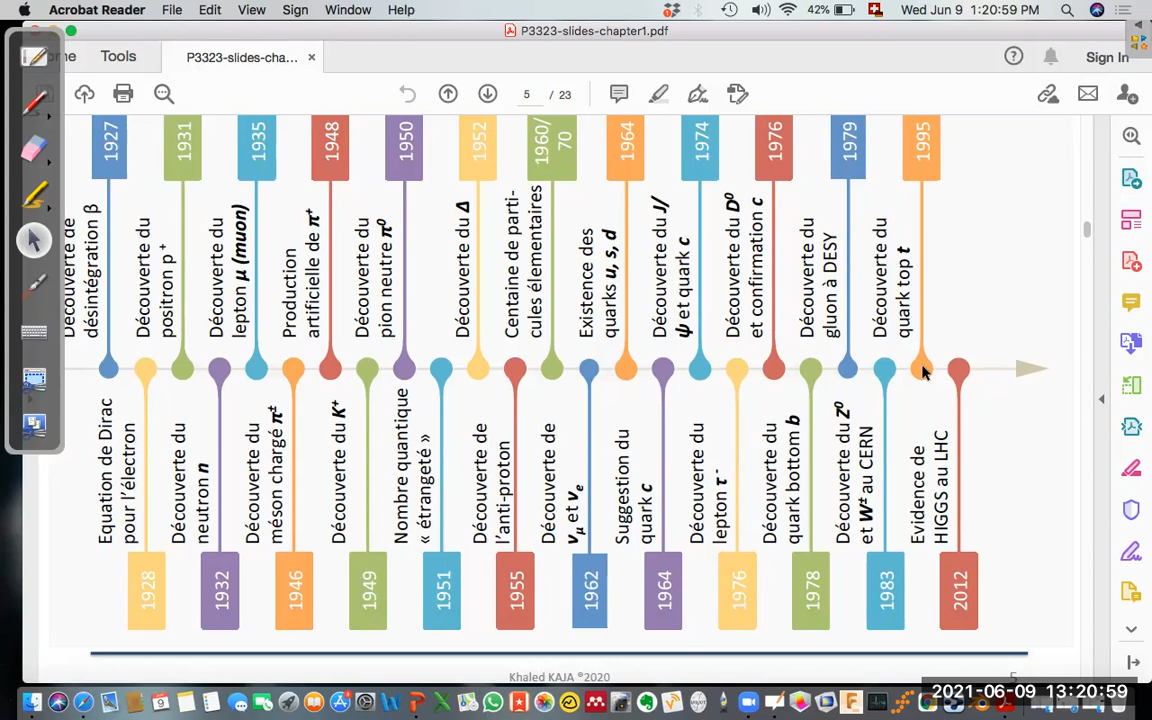 Acrobat Reader File Edit View Sign Window Help
42% Wed Jun 9 1:20:59 PM
P3323-slides-chapter1.pdf
me Tools P3323-slides-cha... × Sign In
5 / 23
1927
1931
1935
1948
1950
1952
1960/
70
1964
1974
1976
1979
1995
Découverte de
désintégration β
Découverte du
positron p⁺
Découverte du
lepton μ (muon)
Production
artificielle de π⁺
Découverte du
pion neutre π⁰
Découverte du Δ
Centaine de parti-
cules élémentaires
Existence des
quarks u, s, d
Découverte du J/
ψ et quark c
Découverte du D⁰
et confirmation c
Découverte du
gluon à DESY
Découverte du
quark top t
Equation de Dirac
pour l'électron
Découverte du
neutron n
Découverte du
méson chargé π±
Découverte du K⁺
Nombre quantique
« étrangeté »
Découverte de
l'anti-proton
Découverte de
νμ et νe
Suggestion du
quark c
Découverte du
lepton τ⁻
Découverte du
quark bottom b
Découverte du Z⁰
et W± au CERN
Evidence de
HIGGS au LHC
1928
1932
1946
1949
1951
1955
1962
1964
1976
1978
1983
2012
Khaled KAJA ©2020
5
2021-06-09 13:20:59